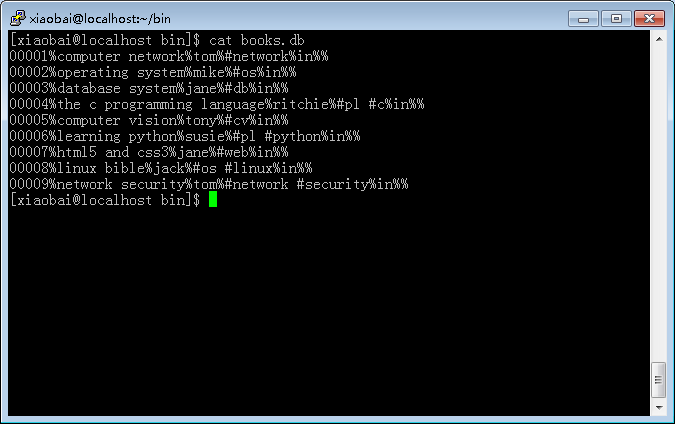 xiaobai@localhost:~/bin
[xiaobai@localhost bin]$ cat books.db
00001%computer network%tom%#network%in%%
00002%operating system%mike%#os%in%%
00003%database system%jane%#db%in%%
00004%the c programming language%ritchie%#pl #c%in%%
00005%computer vision%tony%#cv%in%%
00006%learning python%susie%#pl #python%in%%
00007%html5 and css3%jane%#web%in%%
00008%linux bible%jack%#os #linux%in%%
00009%network security%tom%#network #security%in%%
[xiaobai@localhost bin]$